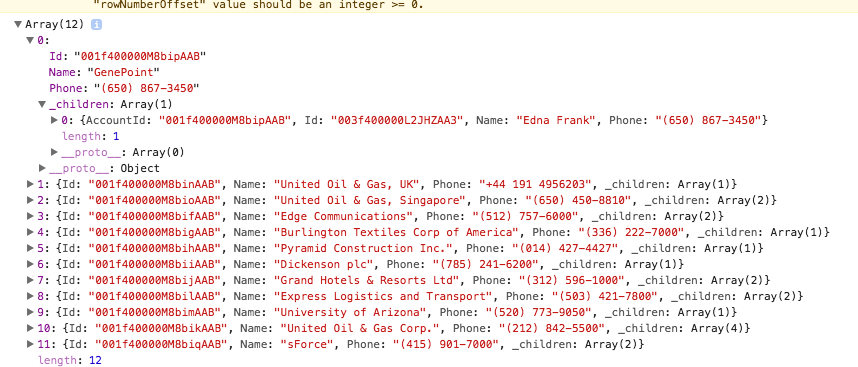 "rowNumberOffset" value should be an integer >= 0.
▼Array(12) i
▼0:
Id: "001f400000M8bipAAB"
Name: "GenePoint"
Phone: "(650) 867-3450"
▼_children: Array(1)
▶0: {AccountId: "001f400000M8bipAAB", Id: "003f400000L2JHZAA3", Name: "Edna Frank", Phone: "(650) 867-3450"}
length: 1
▶__proto__: Array(0)
▶__proto__: Object
▶1: {Id: "001f400000M8binAAB", Name: "United Oil & Gas, UK", Phone: "+44 191 4956203", _children: Array(1)}
▶2: {Id: "001f400000M8bioAAB", Name: "United Oil & Gas, Singapore", Phone: "(650) 450-8810", _children: Array(2)}
▶3: {Id: "001f400000M8bifAAB", Name: "Edge Communications", Phone: "(512) 757-6000", _children: Array(2)}
▶4: {Id: "001f400000M8bigAAB", Name: "Burlington Textiles Corp of America", Phone: "(336) 222-7000", _children: Array(1)}
▶5: {Id: "001f400000M8bihAAB", Name: "Pyramid Construction Inc.", Phone: "(014) 427-4427", _children: Array(1)}
▶6: {Id: "001f400000M8biiAAB", Name: "Dickenson plc", Phone: "(785) 241-6200", _children: Array(1)}
▶7: {Id: "001f400000M8bijAAB", Name: "Grand Hotels & Resorts Ltd", Phone: "(312) 596-1000", _children: Array(2)}
▶8: {Id: "001f400000M8bilAAB", Name: "Express Logistics and Transport", Phone: "(503) 421-7800", _children: Array(2)}
▶9: {Id: "001f400000M8bimAAB", Name: "University of Arizona", Phone: "(520) 773-9050", _children: Array(1)}
▶10: {Id: "001f400000M8bikAAB", Name: "United Oil & Gas Corp.", Phone: "(212) 842-5500", _children: Array(4)}
▶11: {Id: "001f400000M8biqAAB", Name: "sForce", Phone: "(415) 901-7000", _children: Array(2)}
length: 12